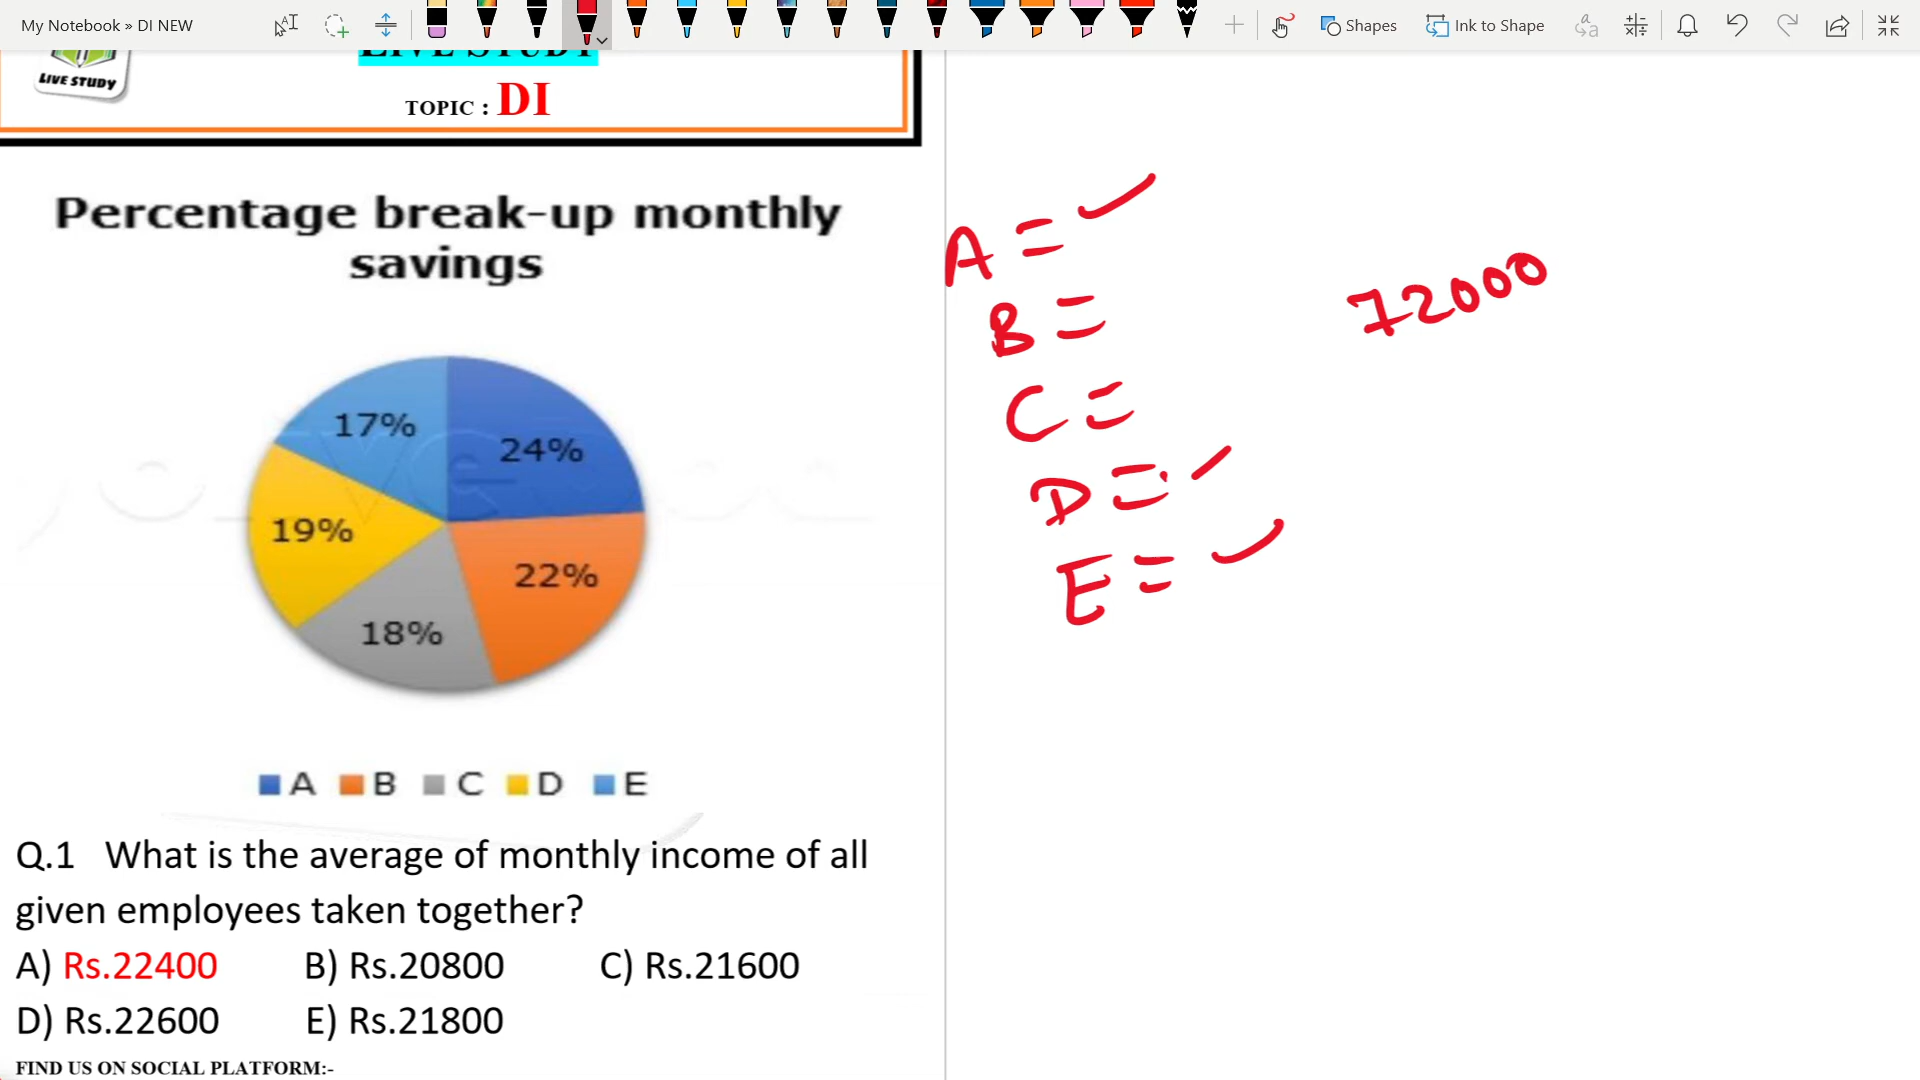 My Notebook » DI NEW
Shapes
Ink to Shape
LIVE STUDY
LIVE STUDY
TOPIC : DI
Percentage break-up monthly
savings
17%
24%
19%
22%
18%
A B C D E
Q.1 What is the average of monthly income of all
given employees taken together?
A) Rs.22400 B) Rs.20800 C) Rs.21600
D) Rs.22600 E) Rs.21800
FIND US ON SOCIAL PLATFORM:-
A =
B =
C =
D =
E =
72000